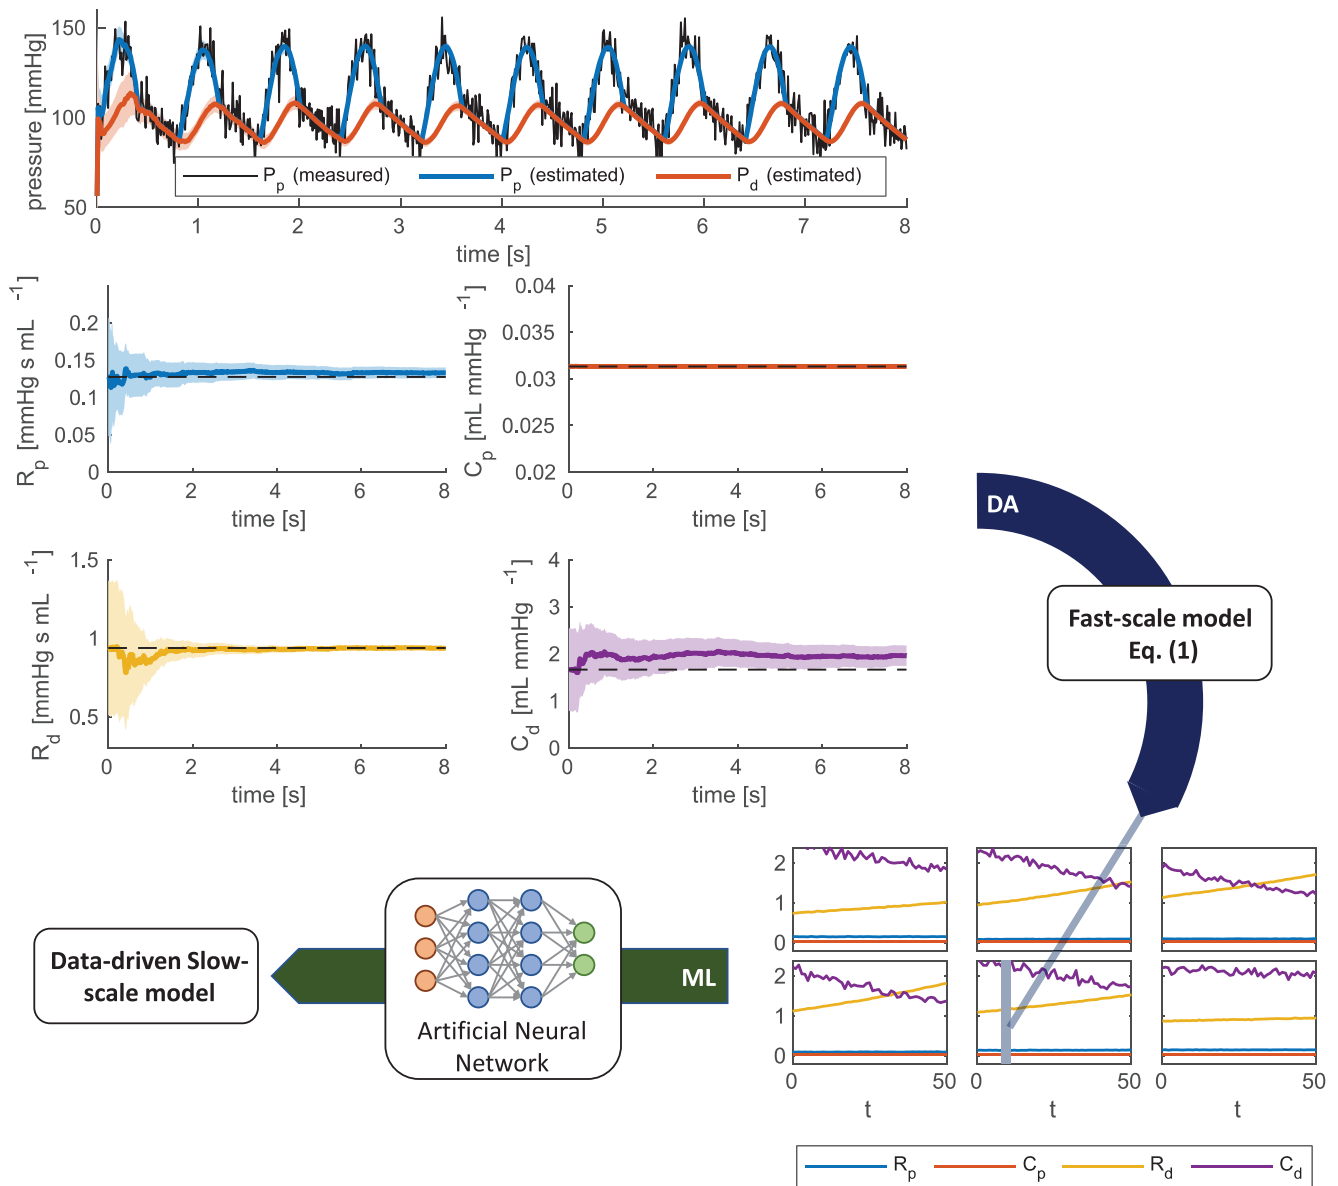 pressure [mmHg]
150
100
50
P_p (measured)
P_p (estimated)
P_d (estimated)
0 1 2 3 4 5 6 7 8
time [s]
R_p [mmHg s mL^-1]
0.2
0.15
0.1
0.05
0
0 2 4 6 8
time [s]
C_p [mL mmHg^-1]
0.04
0.035
0.03
0.025
0.02
0 2 4 6 8
time [s]
R_d [mmHg s mL^-1]
1.5
1
0.5
0 2 4 6 8
time [s]
C_d [mL mmHg^-1]
4
3
2
1
0
0 2 4 6 8
time [s]
DA
Fast-scale model
Eq. (1)
2
1
0
2
1
0
0 50
t
0 50
t
0 50
t
R_p C_p R_d C_d
ML
Artificial Neural
Network
Data-driven Slow-
scale model